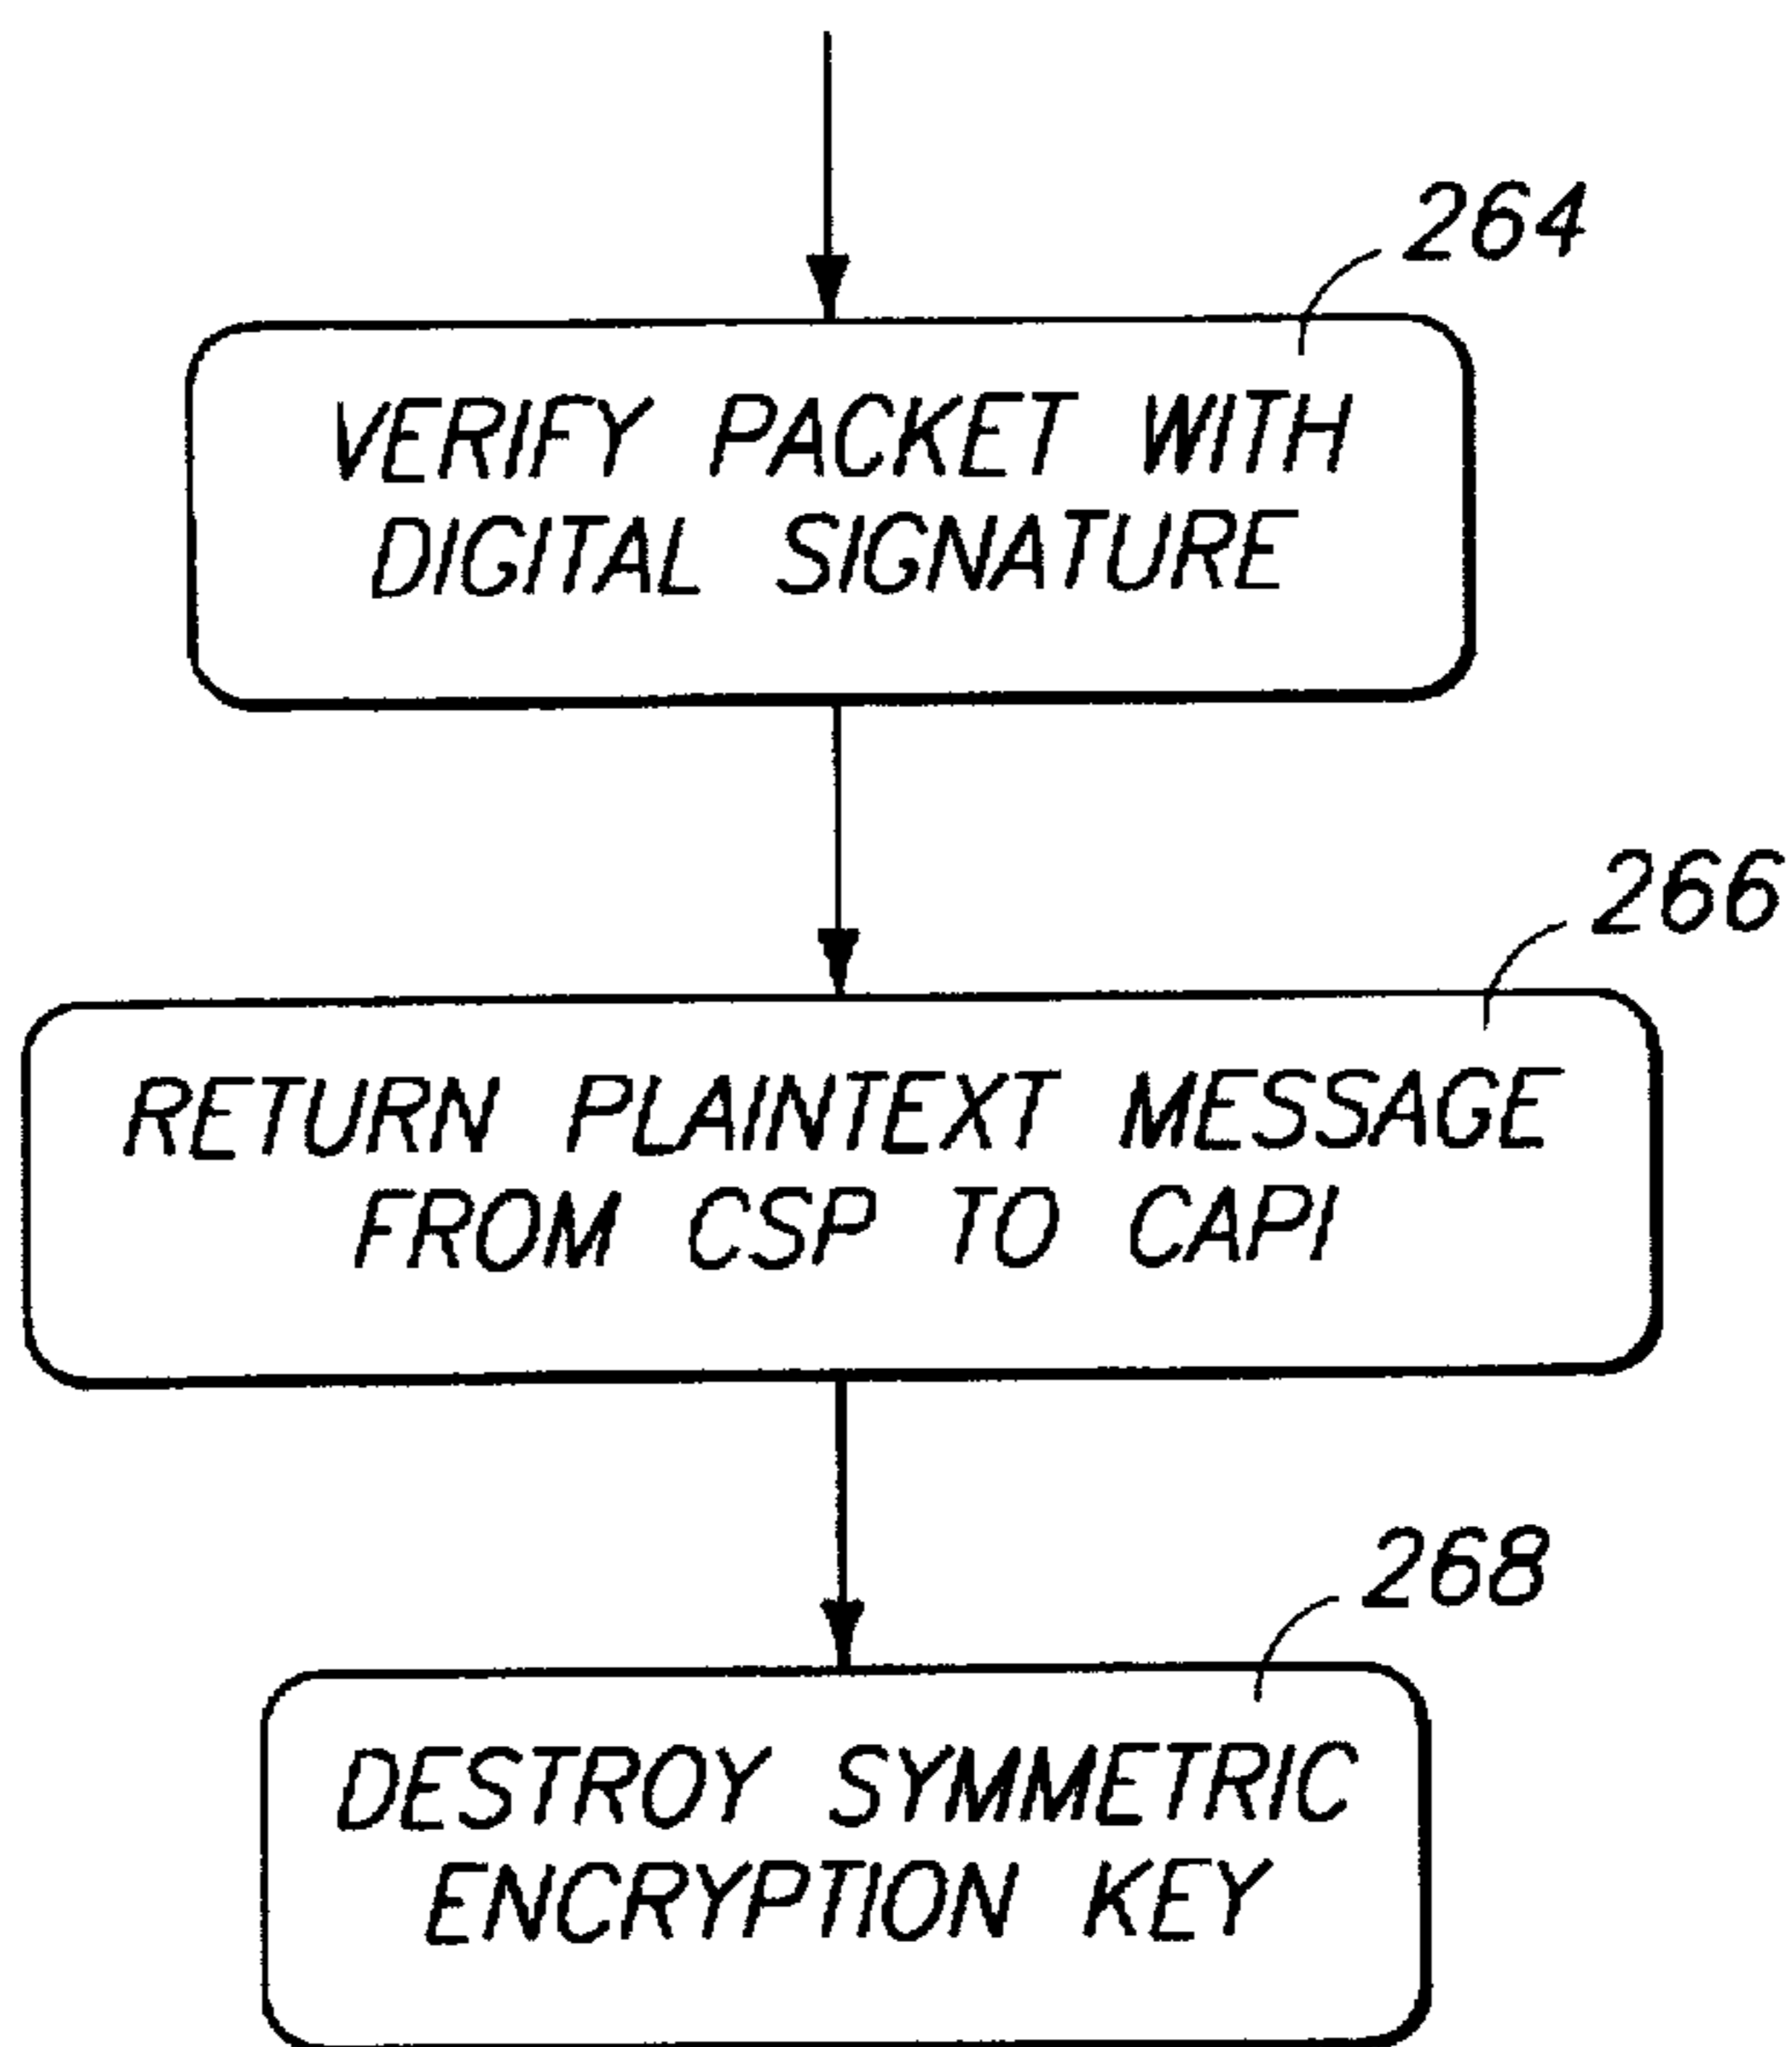 264
VERIFY PACKET WITH
DIGITAL SIGNATURE
266
RETURN PLAINTEXT MESSAGE
FROM CSP TO CAPI
268
DESTROY SYMMETRIC
ENCRYPTION KEY